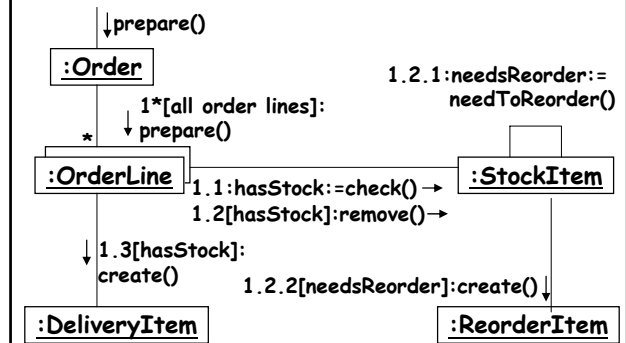 prepare()
:Order
1.2.1:needsReorder:=
needToReorder()
1*[all order lines]:
prepare()
*
:OrderLine
:StockItem
1.1:hasStock:=check()→
1.2[hasStock]:remove()→
1.3[hasStock]:
create()
1.2.2[needsReorder]:create()
:DeliveryItem
:ReorderItem